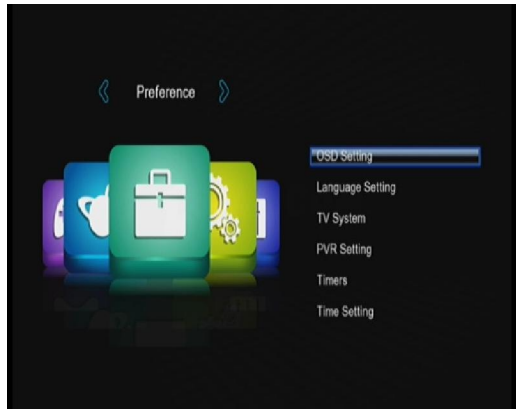 Preference
OSD Setting
Language Setting
TV System
PVR Setting
Timers
Time Setting